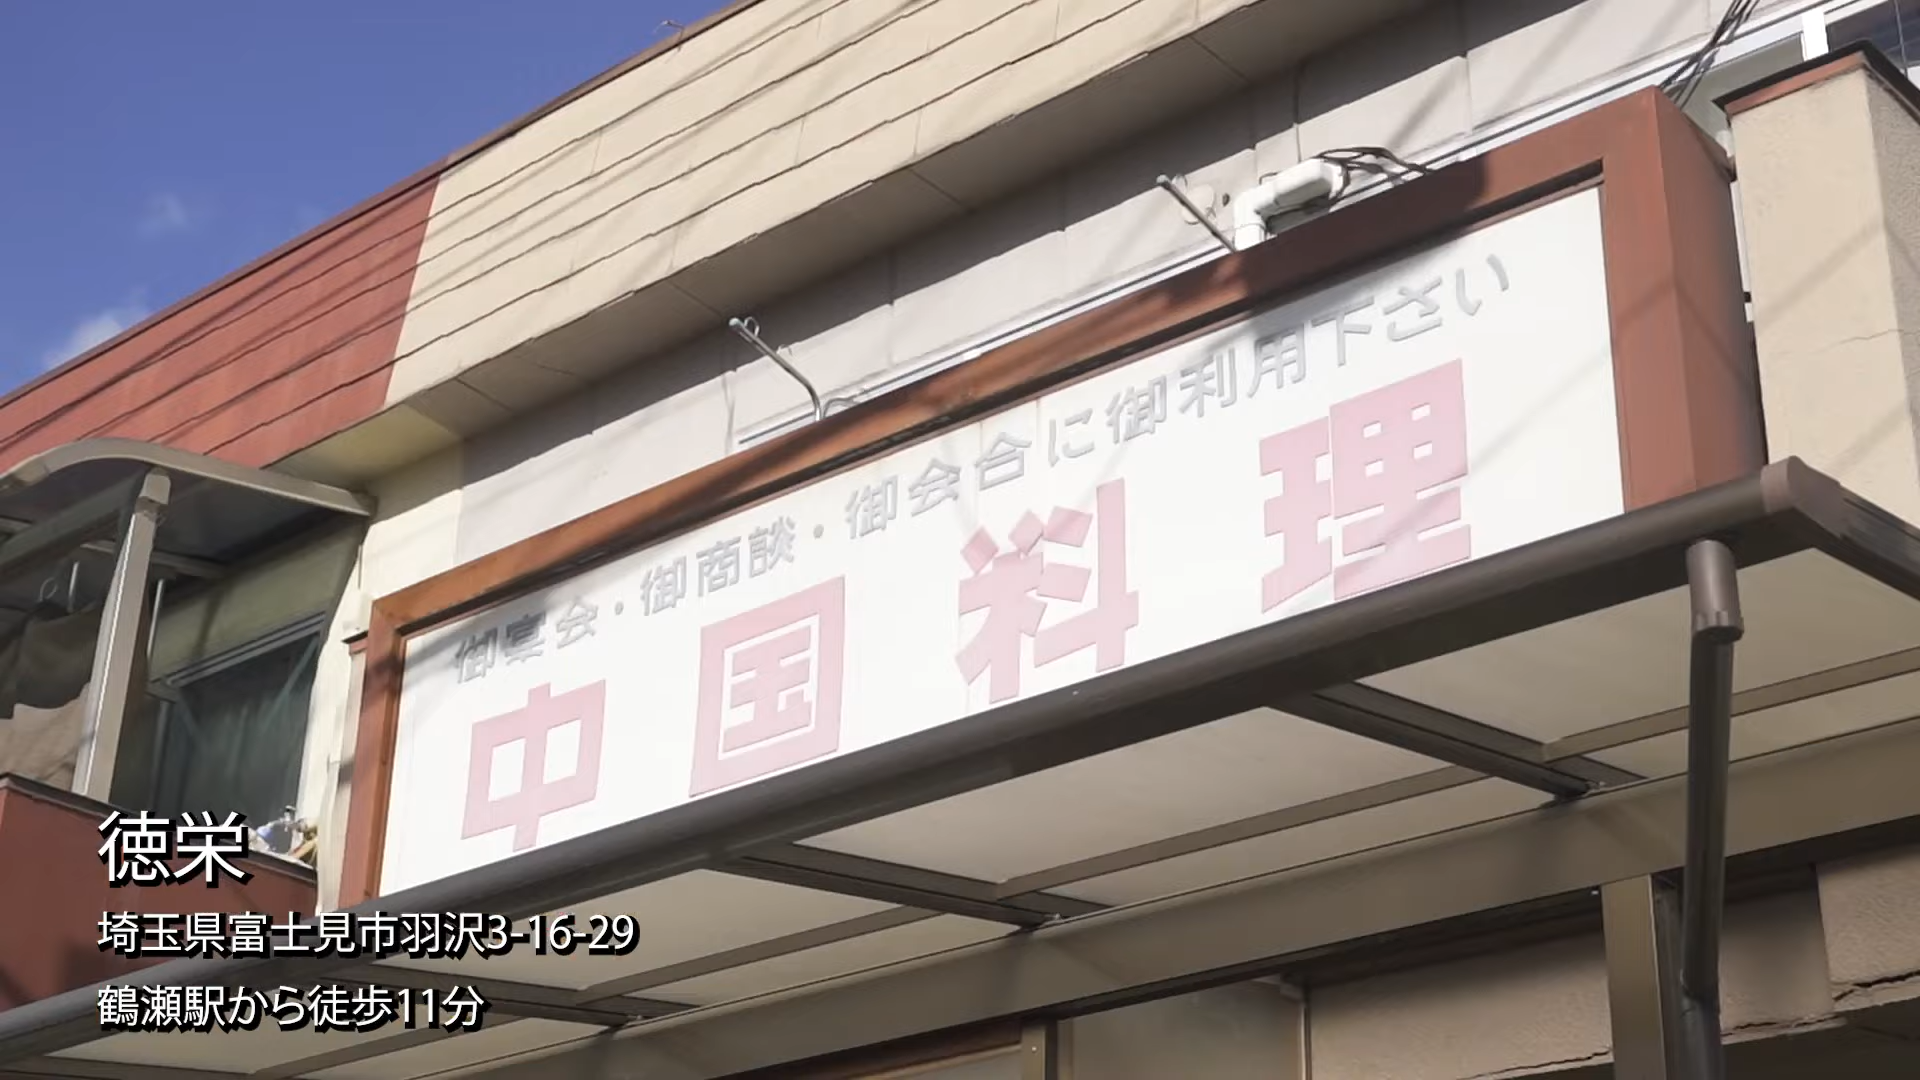 御宴会・御商談・御会合に御利用下さい
中国料理
徳栄
埼玉県富士見市羽沢3-16-29
鶴瀬駅から徒歩11分